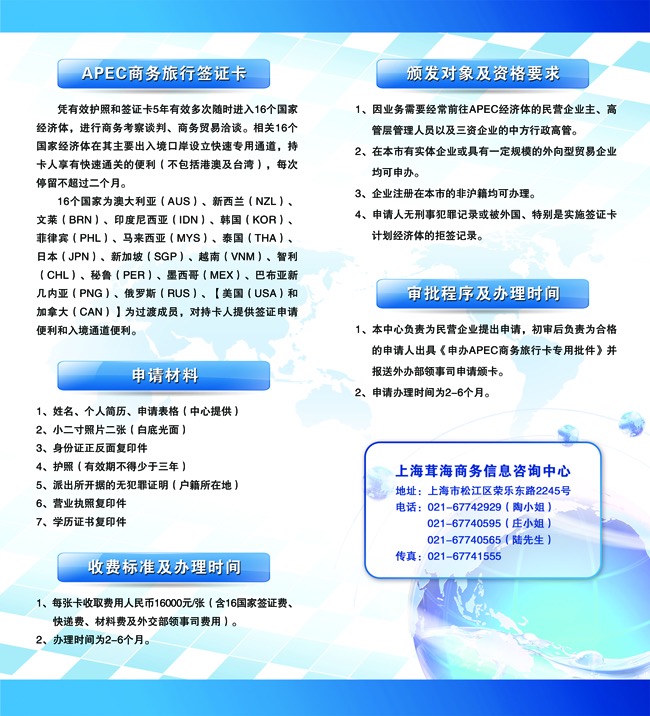 APEC商务旅行签证卡
凭有效护照和签证卡5年有效多次随时进入16个国家
经济体，进行商务考察谈判、商务贸易洽谈。相关16个
国家经济体在其主要出入境口岸设立快速专用通道，持
卡人享有快速通关的便利（不包括港澳及台湾），每次
停留不超过二个月。
16个国家为澳大利亚（AUS）、新西兰（NZL）、
文莱（BRN）、印度尼西亚（IDN）、韩国（KOR）、
菲律宾（PHL）、马来西亚（MYS）、泰国（THA）、
日本（JPN）、新加坡（SGP）、越南（VNM）、智利
（CHL）、秘鲁（PER）、墨西哥（MEX）、巴布亚新
几内亚（PNG）、俄罗斯（RUS）、【美国（USA）和
加拿大（CAN）】为过渡成员，对持卡人提供签证申请
便利和入境通道便利。
申请材料
1、姓名、个人简历、申请表格（中心提供）
2、小二寸照片二张（白底光面）
3、身份证正反面复印件
4、护照（有效期不得少于三年）
5、派出所开据的无犯罪证明（户籍所在地）
6、营业执照复印件
7、学历证书复印件
收费标准及办理时间
1、每张卡收取费用人民币16000元/张（含16国家签证费、
快递费、材料费及外交部领事司费用）。
2、办理时间为2-6个月。
颁发对象及资格要求
1、因业务需要经常前往APEC经济体的民营企业主、高
管层管理人员以及三资企业的中方行政高管。
2、在本市有实体企业或具有一定规模的外向型贸易企业
均可申办。
3、企业注册在本市的非沪籍均可办理。
4、申请人无刑事犯罪记录或被外国、特别是实施签证卡
计划经济体的拒签记录。
审批程序及办理时间
1、本中心负责为民营企业提出申请，初审后负责为合格
的申请人出具《申办APEC商务旅行卡专用批件》并
报送外办部领事司申请颁卡。
2、申请办理时间为2-6个月。
上海茸海商务信息咨询中心
地址：上海市松江区荣乐东路2245号
电话：021-67742929（陶小姐）
021-67740595（庄小姐）
021-67740565（陆先生）
传真：021-67741555